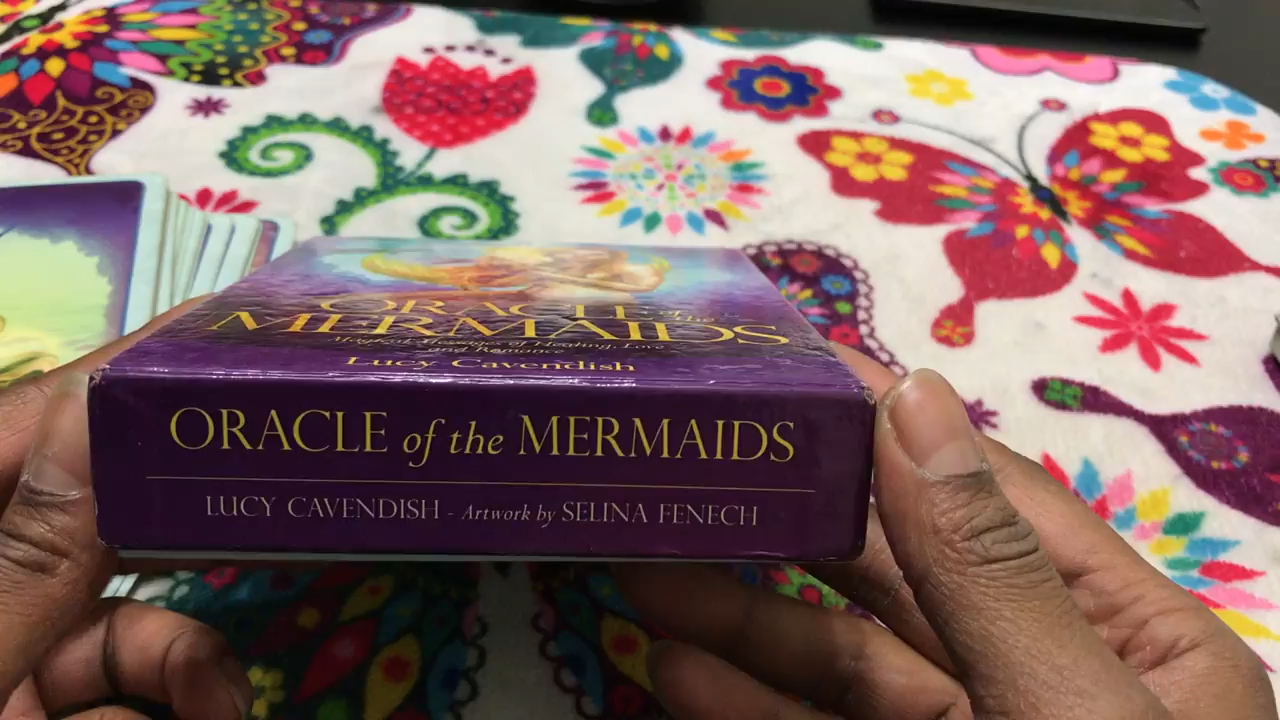 ORACLE of the
MERMAIDS
Magical Messages of Healing, Love
and Romance
Lucy Cavendish
ORACLE of the MERMAIDS
LUCY CAVENDISH - Artwork by SELINA FENECH